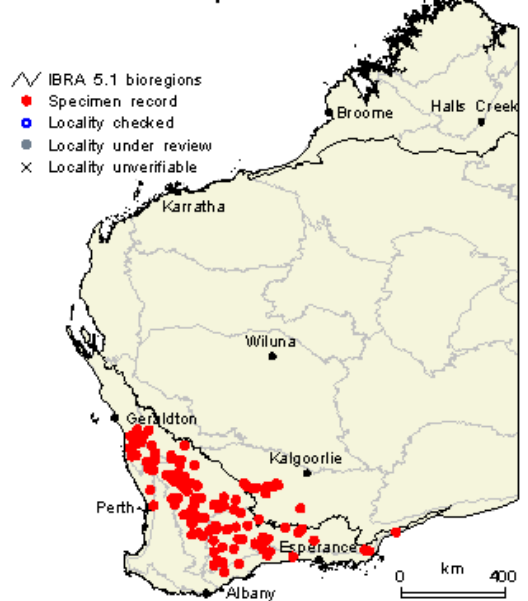 IBRA 5.1 bioregions
Specimen record
Locality checked
Locality under review
Locality unverifiable
Broome
Halls Creek
Karratha
Wiluna
Geraldton
Kalgoorlie
Perth
Esperance
Albany
km
0 400